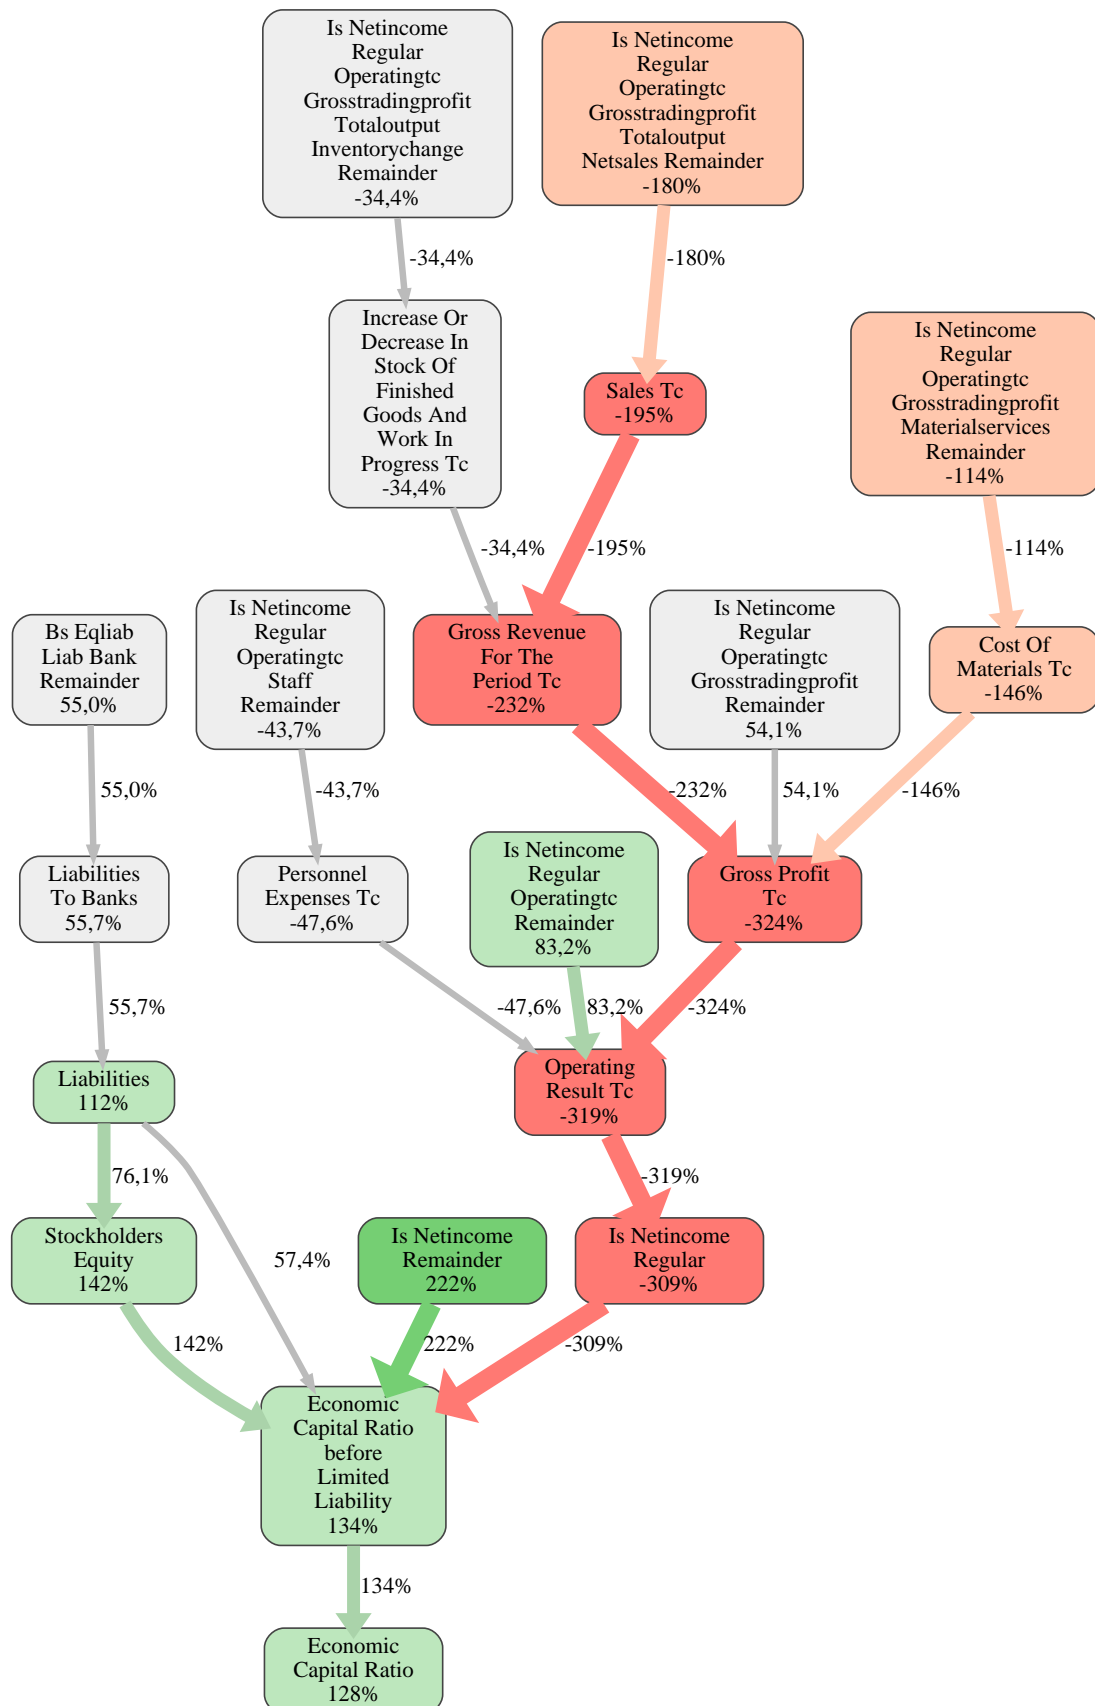 Is Netincome
Regular
Operatingtc
Grosstradingprofit
Totaloutput
Inventorychange
Remainder
-34,4%
Is Netincome
Regular
Operatingtc
Grosstradingprofit
Totaloutput
Netsales Remainder
-180%
-34,4%
-180%
Increase Or
Decrease In
Stock Of
Finished
Goods And
Work In
Progress Tc
-34,4%
Sales Tc
-195%
Is Netincome
Regular
Operatingtc
Grosstradingprofit
Materialservices
Remainder
-114%
-34,4%
-195%
-114%
Bs Eqliab
Liab Bank
Remainder
55,0%
Is Netincome
Regular
Operatingtc
Staff
Remainder
-43,7%
Gross Revenue
For The
Period Tc
-232%
Is Netincome
Regular
Operatingtc
Grosstradingprofit
Remainder
54,1%
Cost Of
Materials Tc
-146%
55,0%
-43,7%
-232%
54,1%
-146%
Liabilities
To Banks
55,7%
Personnel
Expenses Tc
-47,6%
Is Netincome
Regular
Operatingtc
Remainder
83,2%
Gross Profit
Tc
-324%
55,7%
-47,6%
83,2%
-324%
Liabilities
112%
Operating
Result Tc
-319%
76,1%
-319%
Stockholders
Equity
142%
57,4%
Is Netincome
Remainder
222%
Is Netincome
Regular
-309%
142%
222%
-309%
Economic
Capital Ratio
before
Limited
Liability
134%
134%
Economic
Capital Ratio
128%